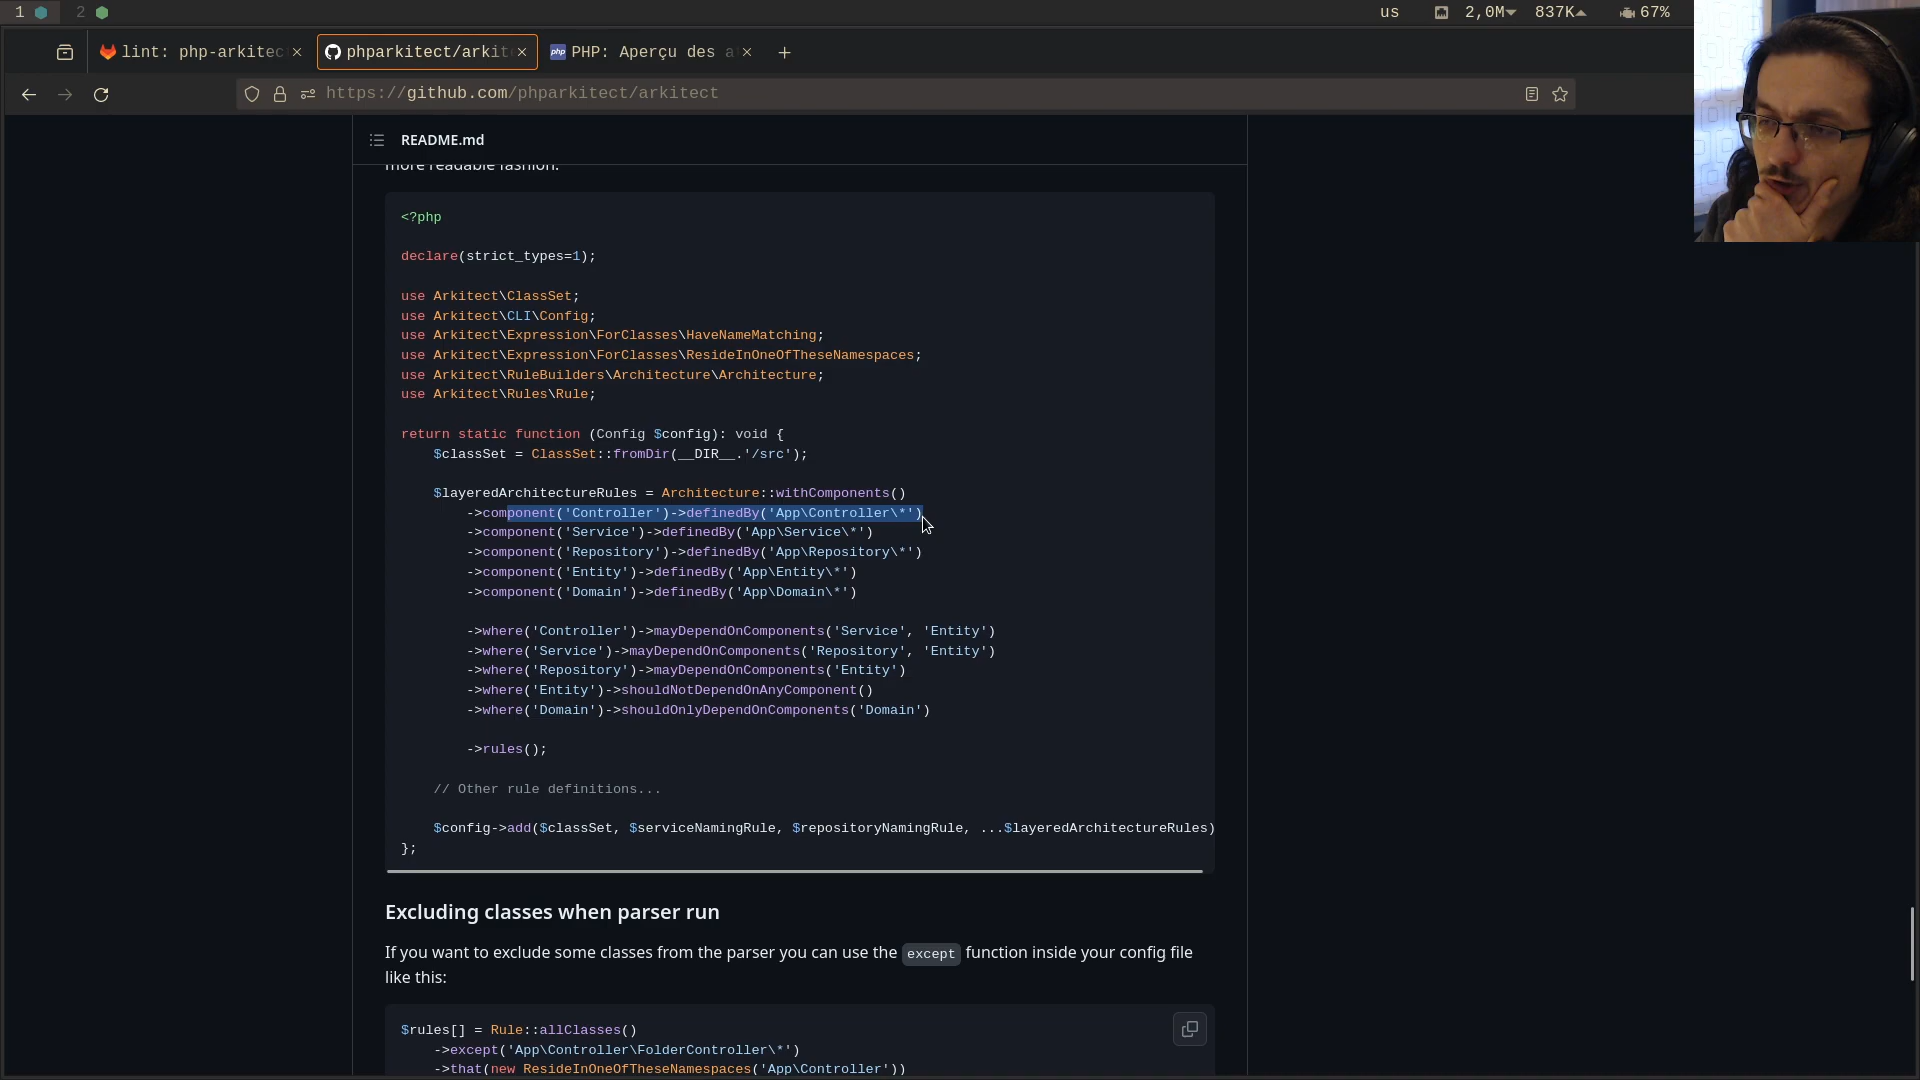 1 2 us 2,0M 837K 67%
lint: php-arkitec phparkitect/arkit PHP: Aperçu des a
https://github.com/phparkitect/arkitect
README.md
more readable fashion.
<?php
declare(strict_types=1);
use Arkitect\ClassSet;
use Arkitect\CLI\Config;
use Arkitect\Expression\ForClasses\HaveNameMatching;
use Arkitect\Expression\ForClasses\ResideInOneOfTheseNamespaces;
use Arkitect\RuleBuilders\Architecture\Architecture;
use Arkitect\Rules\Rule;
return static function (Config $config): void {
$classSet = ClassSet::fromDir(__DIR__.'/src');
$layeredArchitectureRules = Architecture::withComponents()
->component('Controller')->definedBy('App\Controller\*')
->component('Service')->definedBy('App\Service\*')
->component('Repository')->definedBy('App\Repository\*')
->component('Entity')->definedBy('App\Entity\*')
->component('Domain')->definedBy('App\Domain\*')
->where('Controller')->mayDependOnComponents('Service', 'Entity')
->where('Service')->mayDependOnComponents('Repository', 'Entity')
->where('Repository')->mayDependOnComponents('Entity')
->where('Entity')->shouldNotDependOnAnyComponent()
->where('Domain')->shouldOnlyDependOnComponents('Domain')
->rules();
// Other rule definitions...
$config->add($classSet, $serviceNamingRule, $repositoryNamingRule, ...$layeredArchitectureRules)
};
Excluding classes when parser run
If you want to exclude some classes from the parser you can use the except function inside your config file
like this:
$rules[] = Rule::allClasses()
->except('App\Controller\FolderController\*')
->that(new ResideInOneOfTheseNamespaces('App\Controller'))